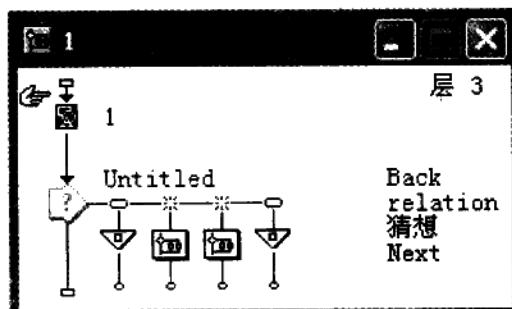 1
层 3
1
?
Untitled
Back
relation
猜想
Next